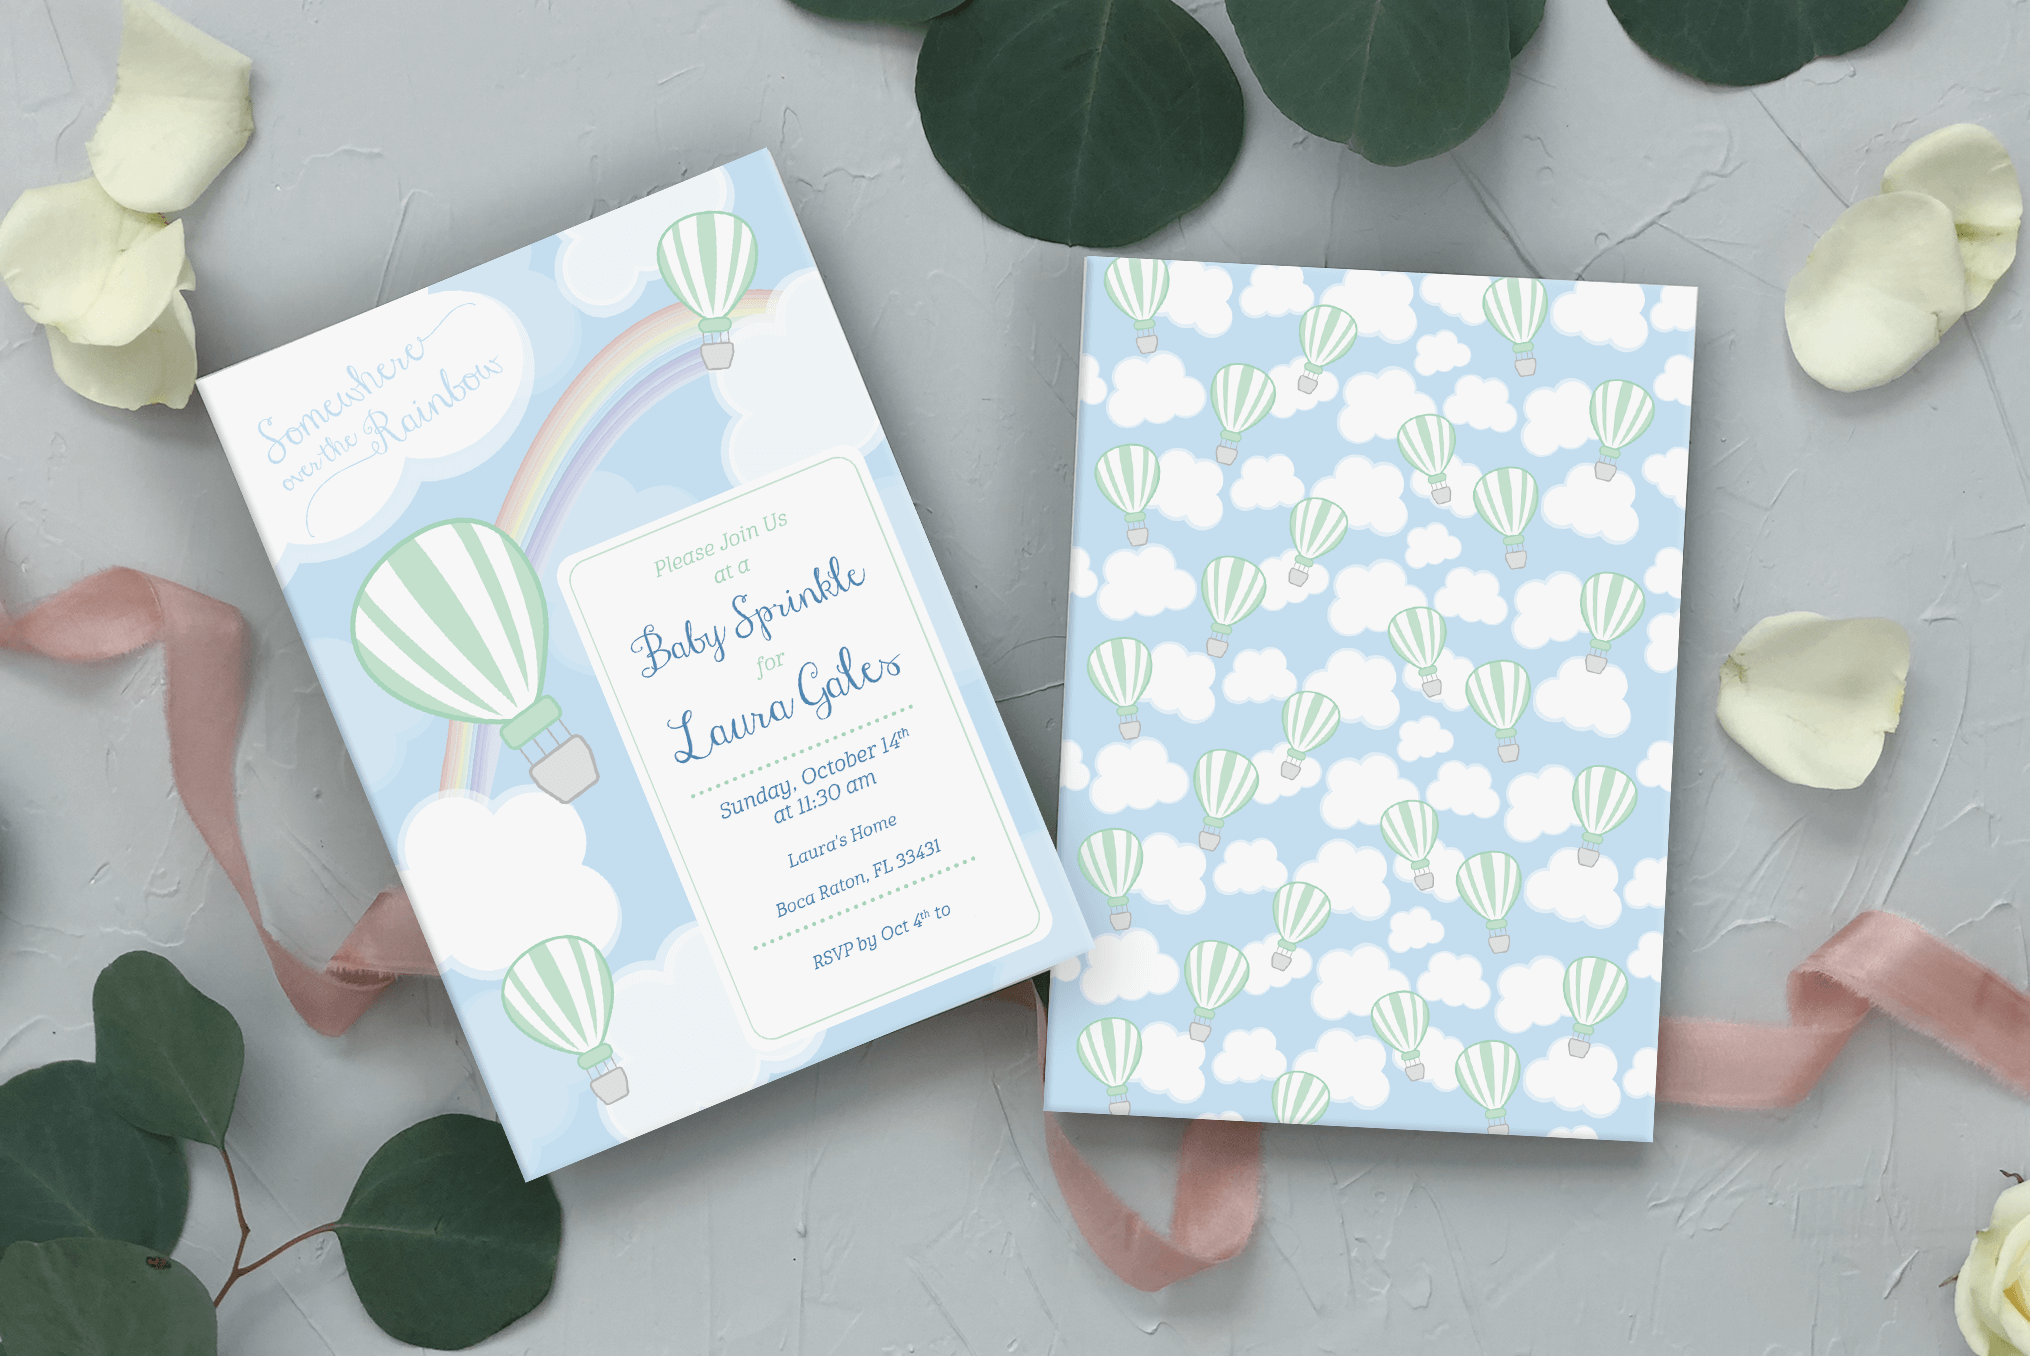 Somewhere
over the Rainbow
Please Join Us
at a
Baby Sprinkle
for
Laura Gales
Sunday, October 14th
at 11:30 am
Laura's Home
Boca Raton, FL 33431
RSVP by Oct 4th to